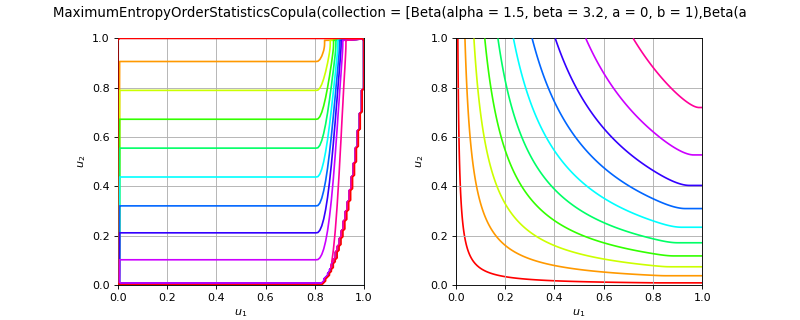 MaximumEntropyOrderStatisticsCopula(collection = [Beta(alpha = 1.5, beta = 3.2, a = 0, b = 1),Beta(a
1.0
0.8
0.6
0.4
0.2
0.0
u2
0.0 0.2 0.4 0.6 0.8 1.0
u1
1.0
0.8
0.6
0.4
0.2
0.0
u2
0.0 0.2 0.4 0.6 0.8 1.0
u1